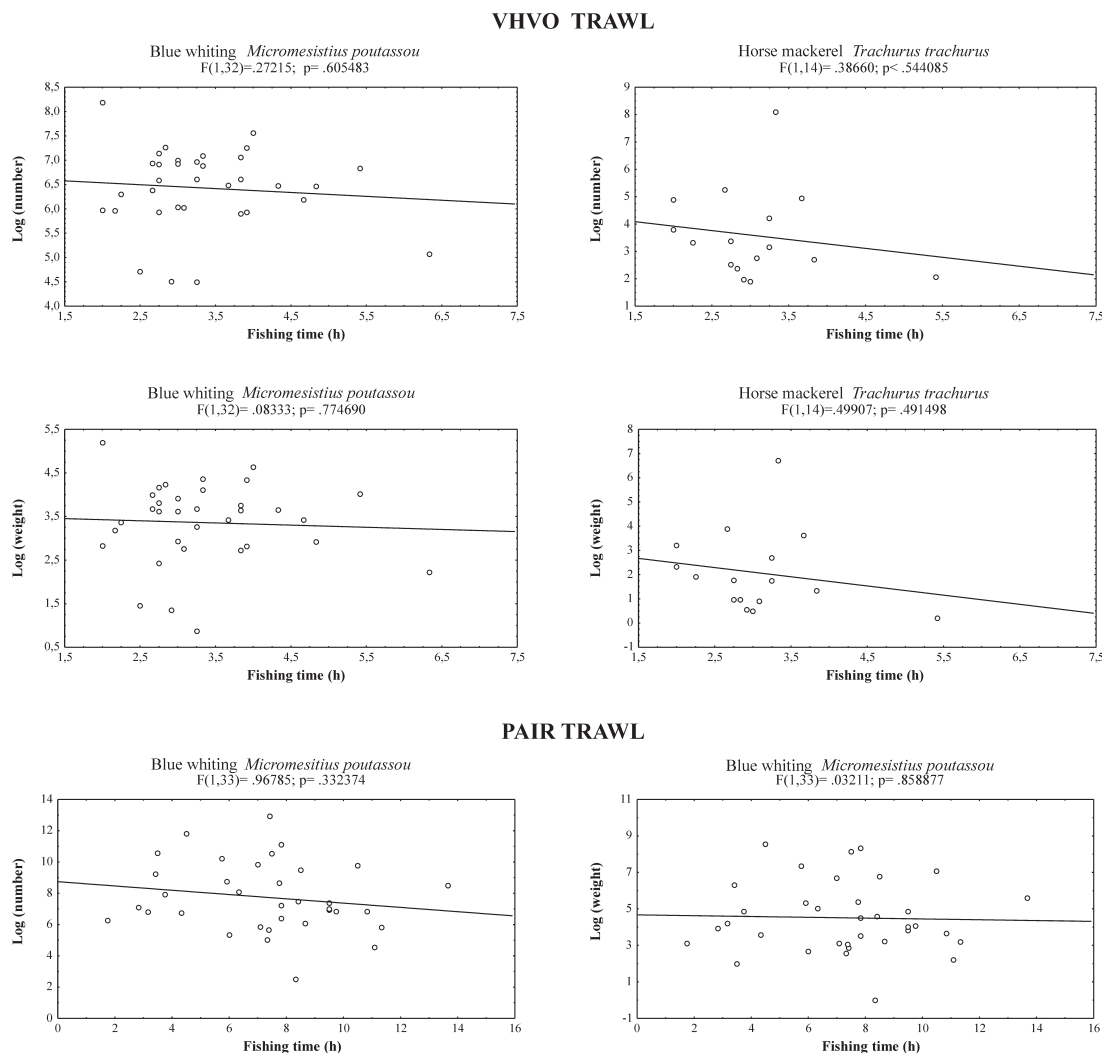 VHVO TRAWL
Blue whiting Micromesistius poutassou
F(1,32)=.27215; p= .605483
Log (number)
8,5
8,0
7,5
7,0
6,5
6,0
5,5
5,0
4,5
4,0
1,5 2,5 3,5 4,5 5,5 6,5 7,5
Fishing time (h)
Horse mackerel Trachurus trachurus
F(1,14)= .38660; p< .544085
Log (number)
9
8
7
6
5
4
3
2
1
1,5 2,5 3,5 4,5 5,5 6,5 7,5
Fishing time (h)
Blue whiting Micromesistius poutassou
F(1,32)= .08333; p= .774690
Log (weight)
5,5
4,5
3,5
2,5
1,5
0,5
1,5 2,5 3,5 4,5 5,5 6,5 7,5
Fishing time (h)
Horse mackerel Trachurus trachurus
F(1,14)=.49907; p= .491498
Log (weight)
8
7
6
5
4
3
2
1
0
-1
1,5 2,5 3,5 4,5 5,5 6,5 7,5
Fishing time (h)
PAIR TRAWL
Blue whiting Micromesitius poutassou
F(1,33)= .96785; p= .332374
Log (number)
14
12
10
8
6
4
2
0
0 2 4 6 8 10 12 14 16
Fishing time (h)
Blue whiting Micromesistius poutassou
F(1,33)= .03211; p= .858877
Log (weight)
11
9
7
5
3
1
-1
0 2 4 6 8 10 12 14 16
Fishing time (h)